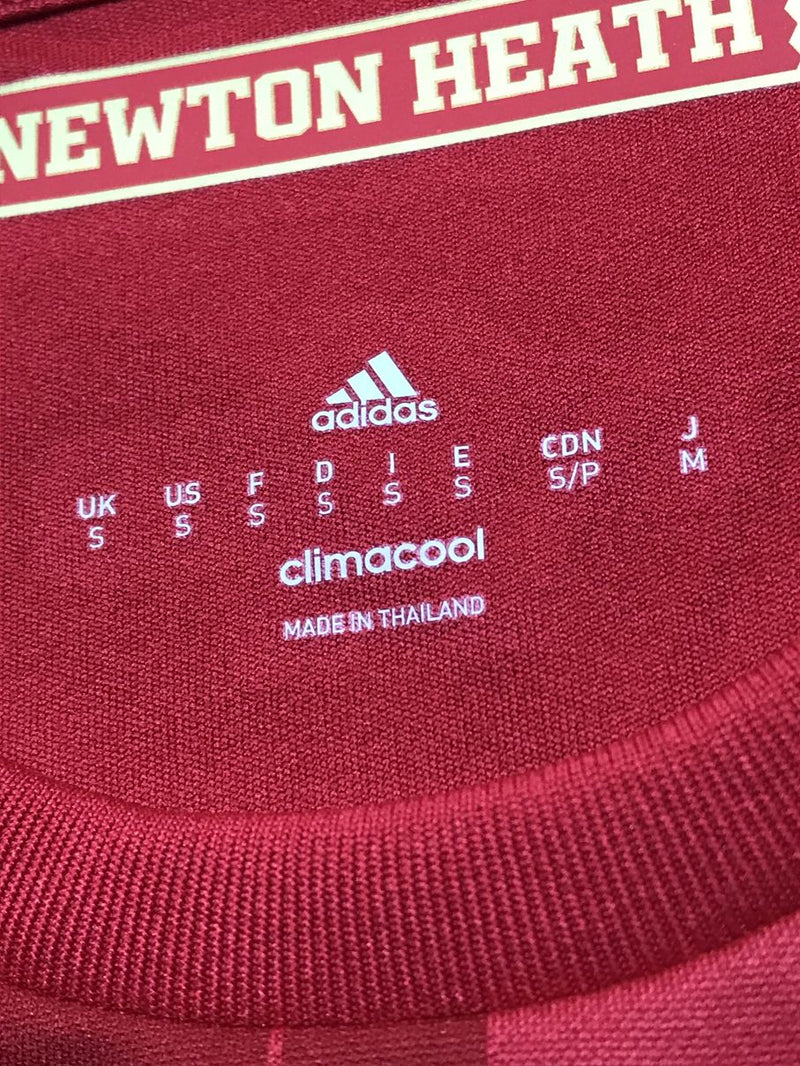 NEWTON HEATH
adidas
UK US F D I E CDN J
S S S S S S S/P M
climacool
MADE IN THAILAND